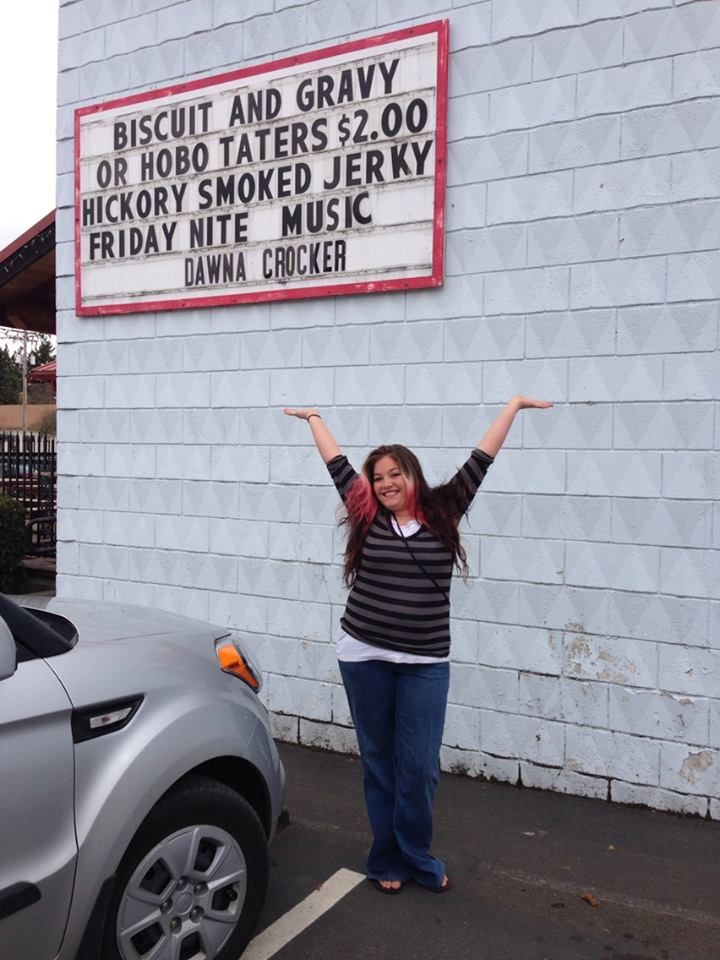 BISCUIT AND GRAVY
OR HOBO TATERS $2.00
HICKORY SMOKED JERKY
FRIDAY NITE MUSIC
DAWNA CROCKER